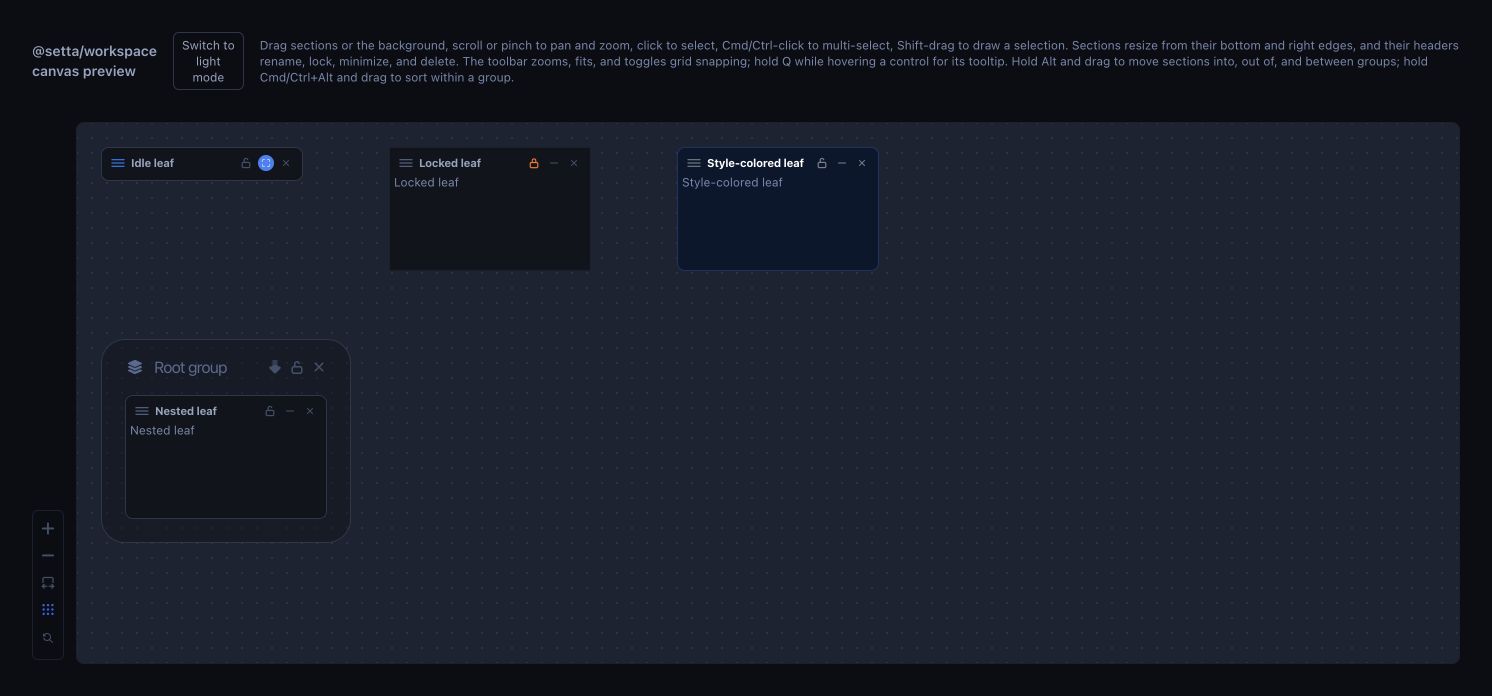 @setta/workspace
canvas preview
Switch to
light
mode
Drag sections or the background, scroll or pinch to pan and zoom, click to select, Cmd/Ctrl-click to multi-select, Shift-drag to draw a selection. Sections resize from their bottom and right edges, and their headers
rename, lock, minimize, and delete. The toolbar zooms, fits, and toggles grid snapping; hold Q while hovering a control for its tooltip. Hold Alt and drag to move sections into, out of, and between groups; hold
Cmd/Ctrl+Alt and drag to sort within a group.
Idle leaf
Locked leaf
Locked leaf
Style-colored leaf
Style-colored leaf
Root group
Nested leaf
Nested leaf